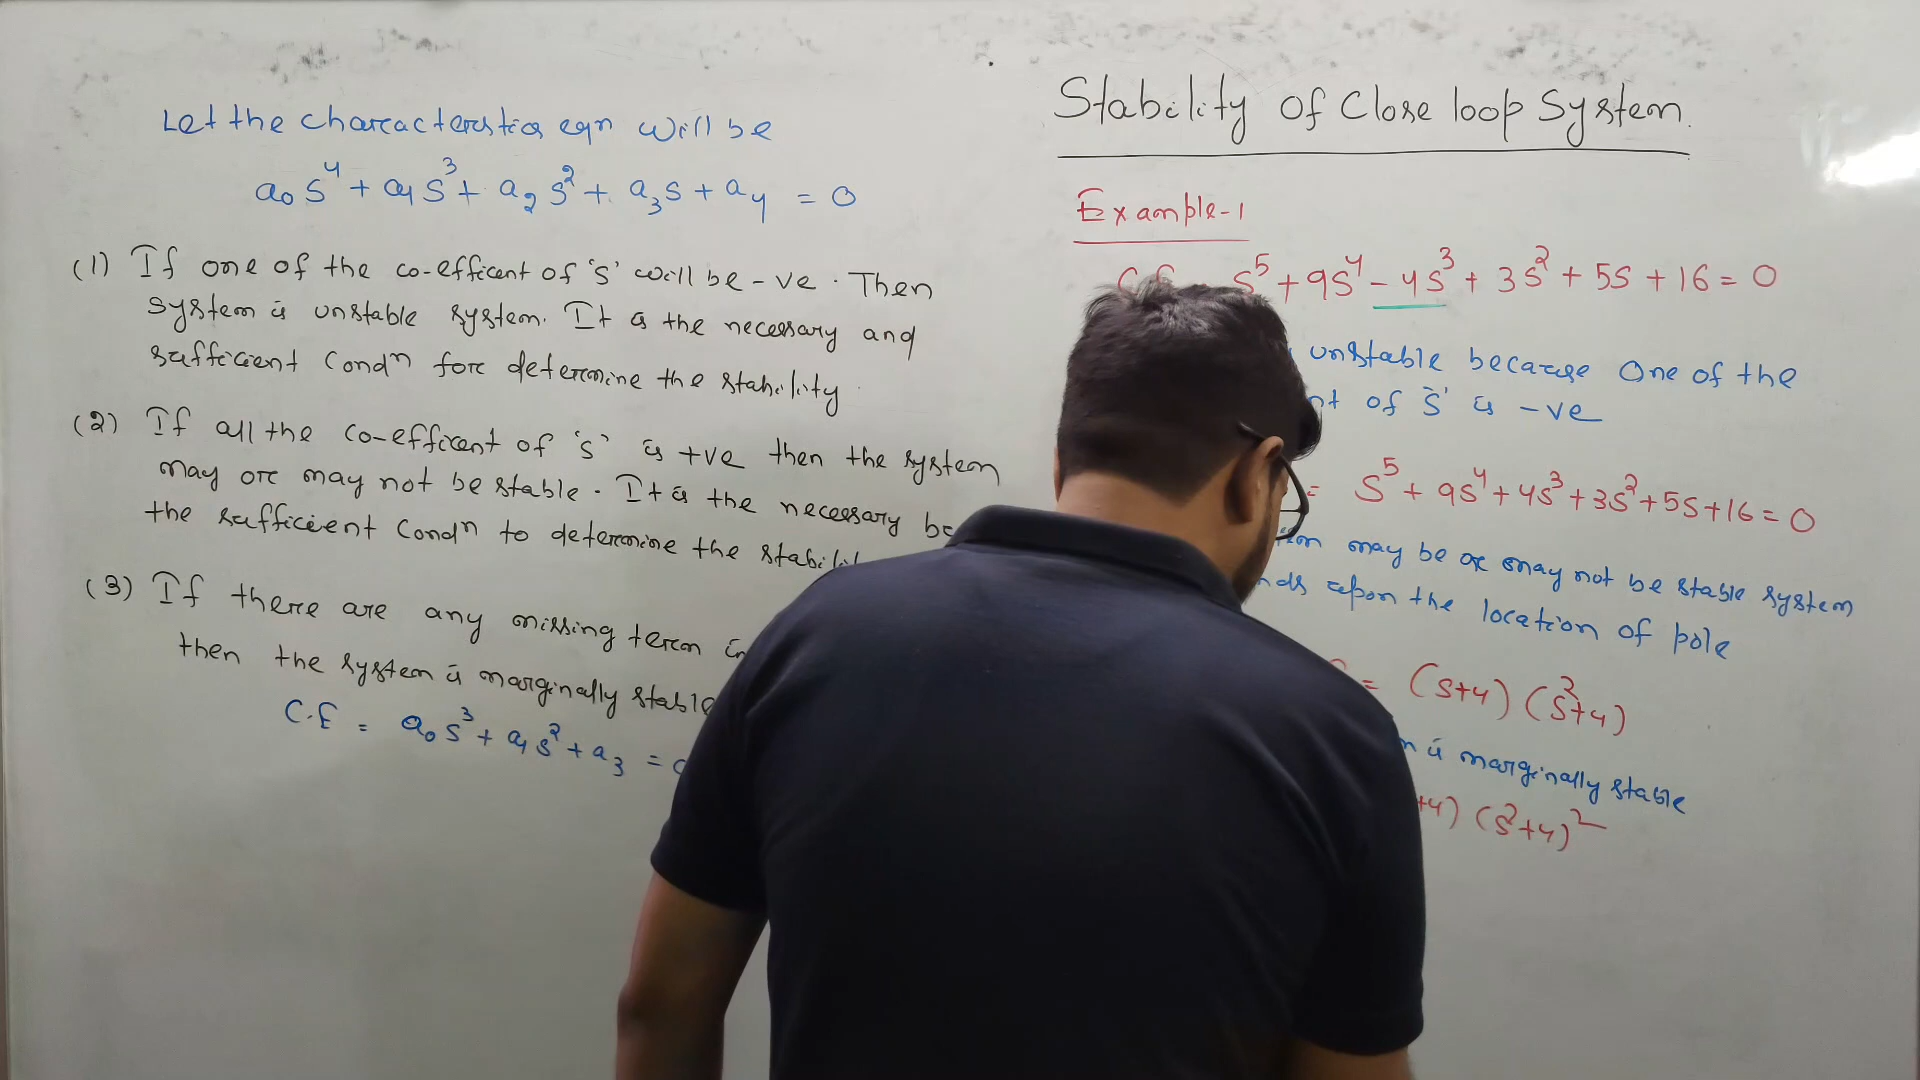 Let the characteristics eqn will be
a₀s⁴ + a₁s³ + a₂s² + a₃s + a₄ = 0
(1) If one of the co-efficent of 's' will be -ve. Then
system is unstable system. It is the necessary and
sufficient Condⁿ for determine the stability.
(2) If all the co-efficent of 's' is +ve then the system
may or may not be stable. It is the necessary
the sufficient Condⁿ to determine the
(3) If there are any missing term in
then the system is marginally stable
C.E = a₀s³ + a₁s² + a₃ =
Stability Of Close loop System.
Example-1
s⁵ + 9s⁴ - 4s³ + 3s² + 5s + 16 = 0
unstable because One of the
of 's' is -ve
= s⁵ + 9s⁴ + 4s³ + 3s² + 5s + 16 = 0
may be or may not be stable system
upon the location of pole
= (s+4) (s²+4)
is marginally stable
+4) (s²+4)²